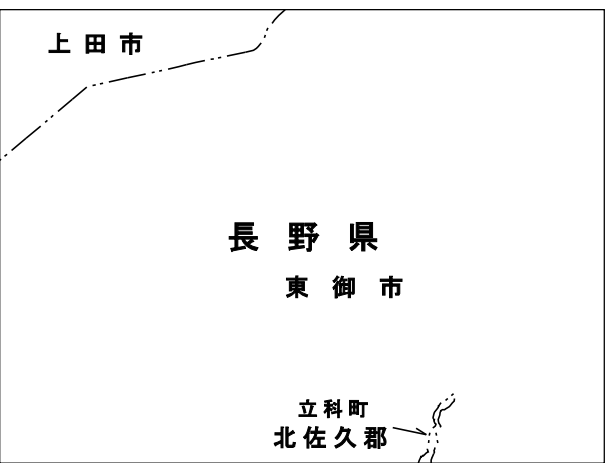 上田市
長野県
東御市
立科町
北佐久郡